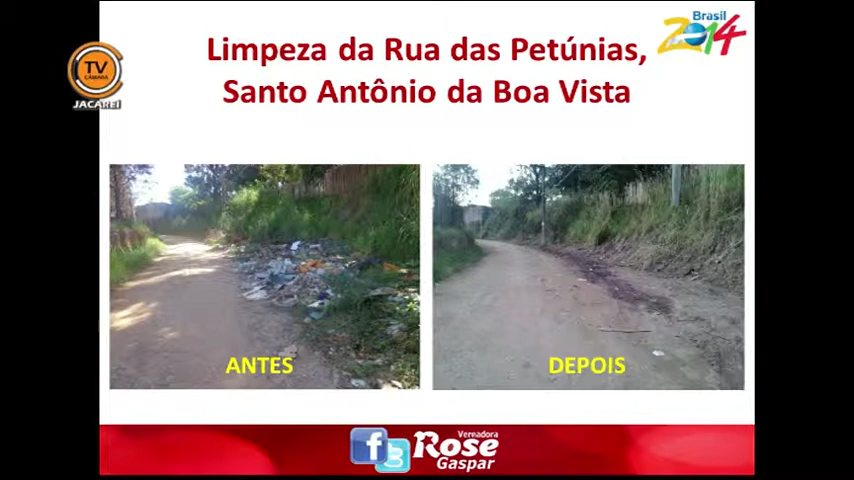 Brasil
2014
TV
CÂMARA
JACAREÍ
Limpeza da Rua das Petúnias,
Santo Antônio da Boa Vista
ANTES
DEPOIS
Vereadora
Rose
Gaspar